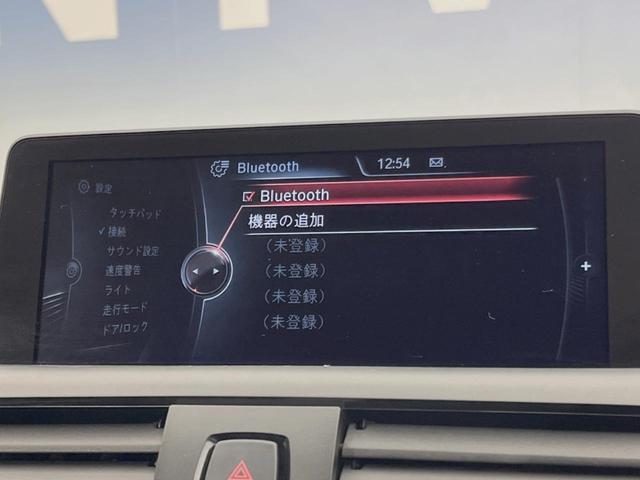 Bluetooth
12:54
設定
タッチパッド
接続
サウンド設定
速度警告
ライト
走行モード
ドア/ロック
Bluetooth
機器の追加
(未登録)
(未登録)
(未登録)
(未登録)